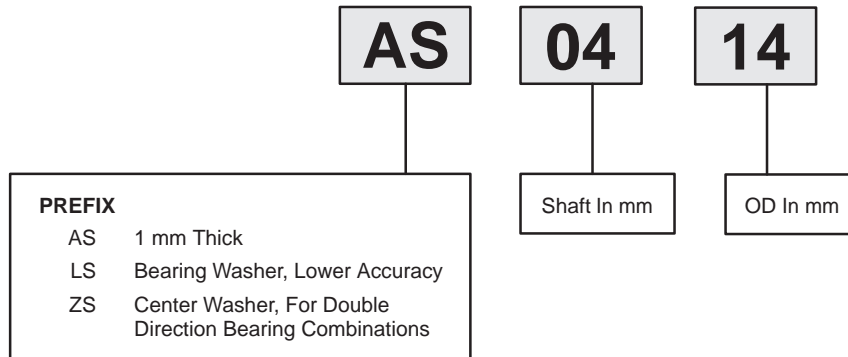 AS 04 14
PREFIX
AS 1 mm Thick
LS Bearing Washer, Lower Accuracy
ZS Center Washer, For Double
Direction Bearing Combinations
Shaft In mm
OD In mm